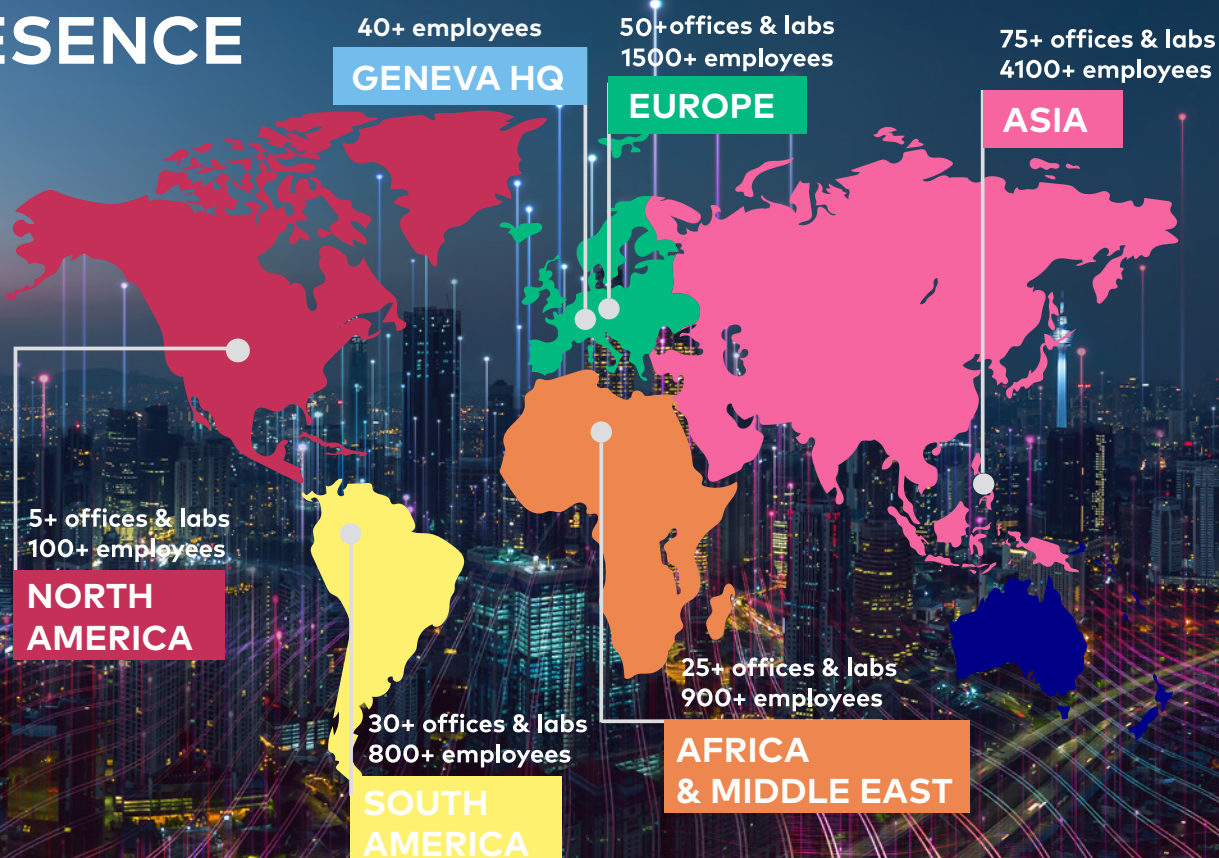 ESENCE
40+ employees
GENEVA HQ
50+offices & labs
1500+ employees
EUROPE
75+ offices & labs
4100+ employees
ASIA
5+ offices & labs
100+ employees
NORTH
AMERICA
30+ offices & labs
800+ employees
SOUTH
AMERICA
25+ offices & labs
900+ employees
AFRICA
& MIDDLE EAST